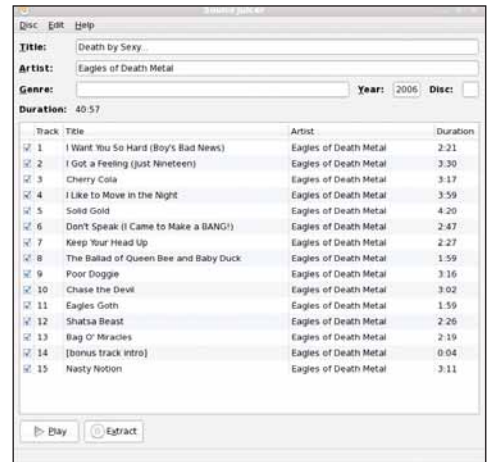 Sound Juicer
Disc Edit Help
Title: Death by Sexy...
Artist: Eagles of Death Metal
Genre: Year: 2006 Disc:
Duration: 40:57
Track Title Artist Duration
1 I Want You So Hard (Boy's Bad News) Eagles of Death Metal 2:21
2 I Got a Feeling (Just Nineteen) Eagles of Death Metal 3:30
3 Cherry Cola Eagles of Death Metal 3:17
4 I Like to Move in the Night Eagles of Death Metal 3:59
5 Solid Gold Eagles of Death Metal 4:20
6 Don't Speak (I Came to Make a BANG!) Eagles of Death Metal 2:47
7 Keep Your Head Up Eagles of Death Metal 2:27
8 The Ballad of Queen Bee and Baby Duck Eagles of Death Metal 1:59
9 Poor Doggie Eagles of Death Metal 3:16
10 Chase the Devil Eagles of Death Metal 3:02
11 Eagles Goth Eagles of Death Metal 1:59
12 Shatsa Beast Eagles of Death Metal 2:26
13 Bag O' Miracles Eagles of Death Metal 2:19
14 [bonus track intro] Eagles of Death Metal 0:04
15 Nasty Notion Eagles of Death Metal 3:11
Play Extract